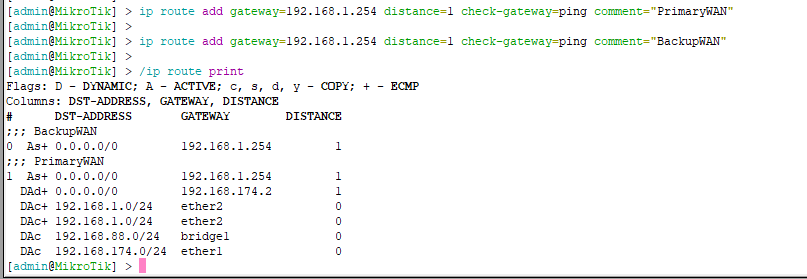 [admin@MikroTik] > ip route add gateway=192.168.1.254 distance=1 check-gateway=ping comment="PrimaryWAN"
[admin@MikroTik] >
[admin@MikroTik] > ip route add gateway=192.168.1.254 distance=1 check-gateway=ping comment="BackupWAN"
[admin@MikroTik] >
[admin@MikroTik] > /ip route print
Flags: D - DYNAMIC; A - ACTIVE; c, s, d, y - COPY; + - ECMP
Columns: DST-ADDRESS, GATEWAY, DISTANCE
#     DST-ADDRESS       GATEWAY        DISTANCE
;;; BackupWAN
0  As+ 0.0.0.0/0         192.168.1.254         1
;;; PrimaryWAN
1  As+ 0.0.0.0/0         192.168.1.254         1
  DAd+ 0.0.0.0/0         192.168.174.2         1
  DAc+ 192.168.1.0/24    ether2                0
  DAc+ 192.168.1.0/24    ether2                0
  DAc  192.168.88.0/24   bridge1               0
  DAc  192.168.174.0/24  ether1                0
[admin@MikroTik] >